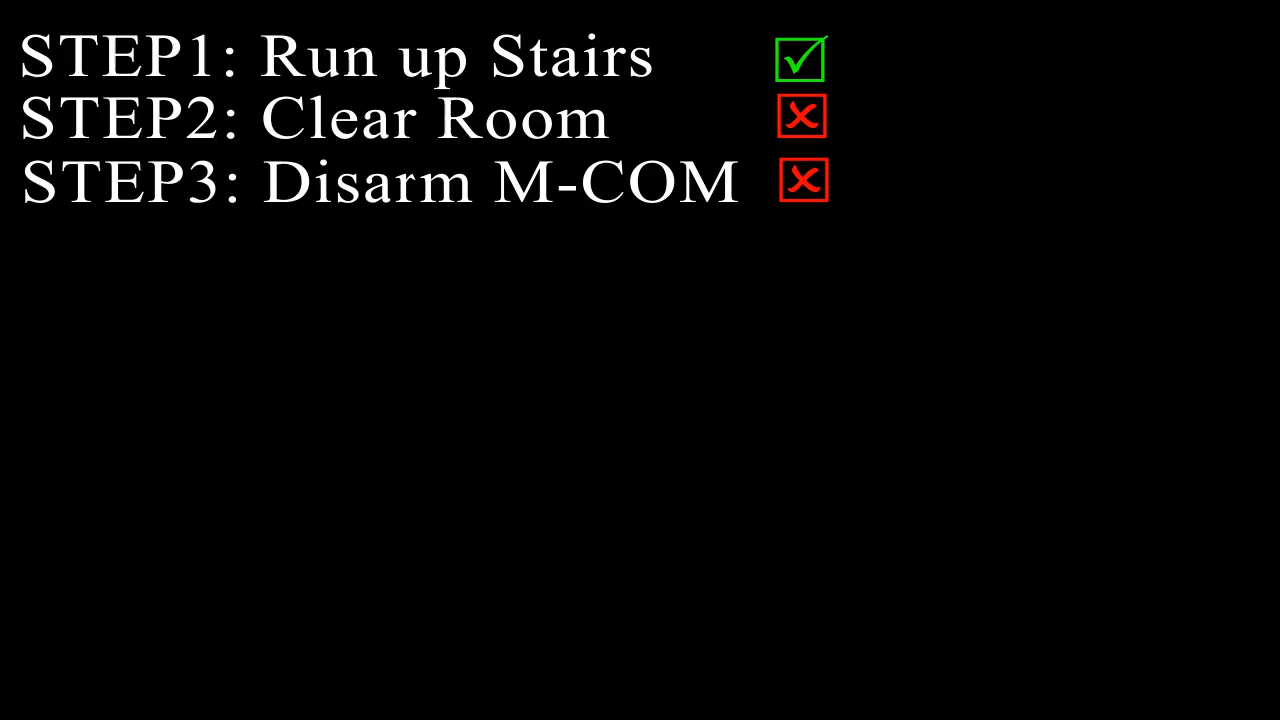 STEP1: Run up Stairs ☑
STEP2: Clear Room ☒
STEP3: Disarm M-COM ☒